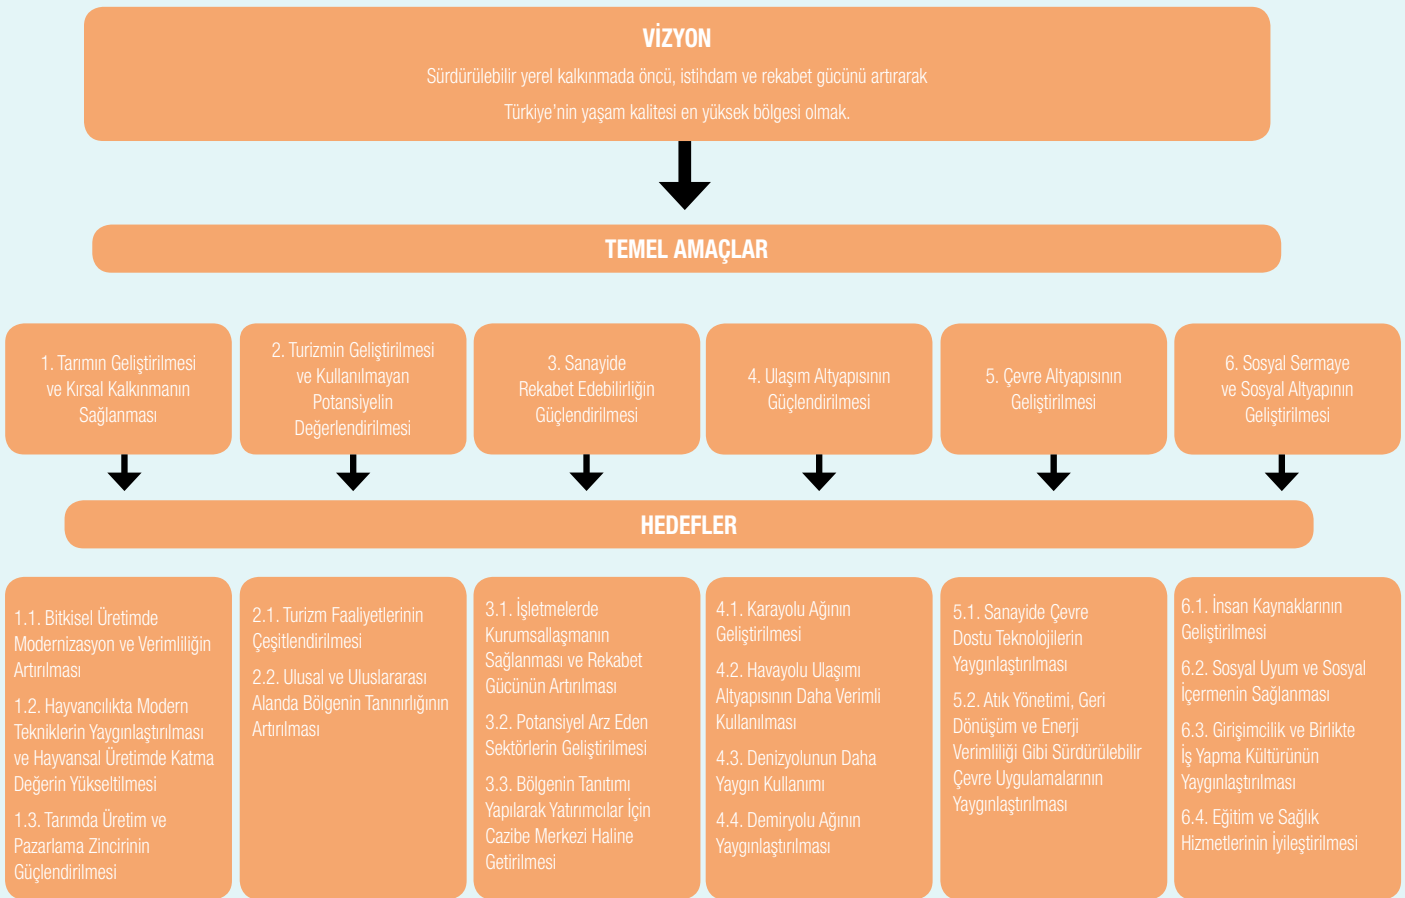 VİZYON
Sürdürülebilir yerel kalkınmada öncü, istihdam ve rekabet gücünü artırarak
Türkiye'nin yaşam kalitesi en yüksek bölgesi olmak.
TEMEL AMAÇLAR
1. Tarımın Geliştirilmesi
ve Kırsal Kalkınmanın
Sağlanması
2. Turizmin Geliştirilmesi
ve Kullanılmayan
Potansiyelin
Değerlendirilmesi
3. Sanayide
Rekabet Edebilirliğin
Güçlendirilmesi
4. Ulaşım Altyapısının
Güçlendirilmesi
5. Çevre Altyapısının
Geliştirilmesi
6. Sosyal Sermaye
ve Sosyal Altyapının
Geliştirilmesi
HEDEFLER
1.1. Bitkisel Üretimde
Modernizasyon ve Verimliliğin
Artırılması
1.2. Hayvancılıkta Modern
Tekniklerin Yaygınlaştırılması
ve Hayvansal Üretimde Katma
Değerin Yükseltilmesi
1.3. Tarımda Üretim ve
Pazarlama Zincirinin
Güçlendirilmesi
2.1. Turizm Faaliyetlerinin
Çeşitlendirilmesi
2.2. Ulusal ve Uluslararası
Alanda Bölgenin Tanınırlığının
Artırılması
3.1. İşletmelerde
Kurumsallaşmanın
Sağlanması ve Rekabet
Gücünün Artırılması
3.2. Potansiyel Arz Eden
Sektörlerin Geliştirilmesi
3.3. Bölgenin Tanıtımı
Yapılarak Yatırımcılar İçin
Cazibe Merkezi Haline
Getirilmesi
4.1. Karayolu Ağının
Geliştirilmesi
4.2. Havayolu Ulaşımı
Altyapısının Daha Verimli
Kullanılması
4.3. Denizyolunun Daha
Yaygın Kullanımı
4.4. Demiryolu Ağının
Yaygınlaştırılması
5.1. Sanayide Çevre
Dostu Teknolojilerin
Yaygınlaştırılması
5.2. Atık Yönetimi, Geri
Dönüşüm ve Enerji
Verimliliği Gibi Sürdürülebilir
Çevre Uygulamalarının
Yaygınlaştırılması
6.1. İnsan Kaynaklarının
Geliştirilmesi
6.2. Sosyal Uyum ve Sosyal
İçermenin Sağlanması
6.3. Girişimcilik ve Birlikte
İş Yapma Kültürünün
Yaygınlaştırılması
6.4. Eğitim ve Sağlık
Hizmetlerinin İyileştirilmesi